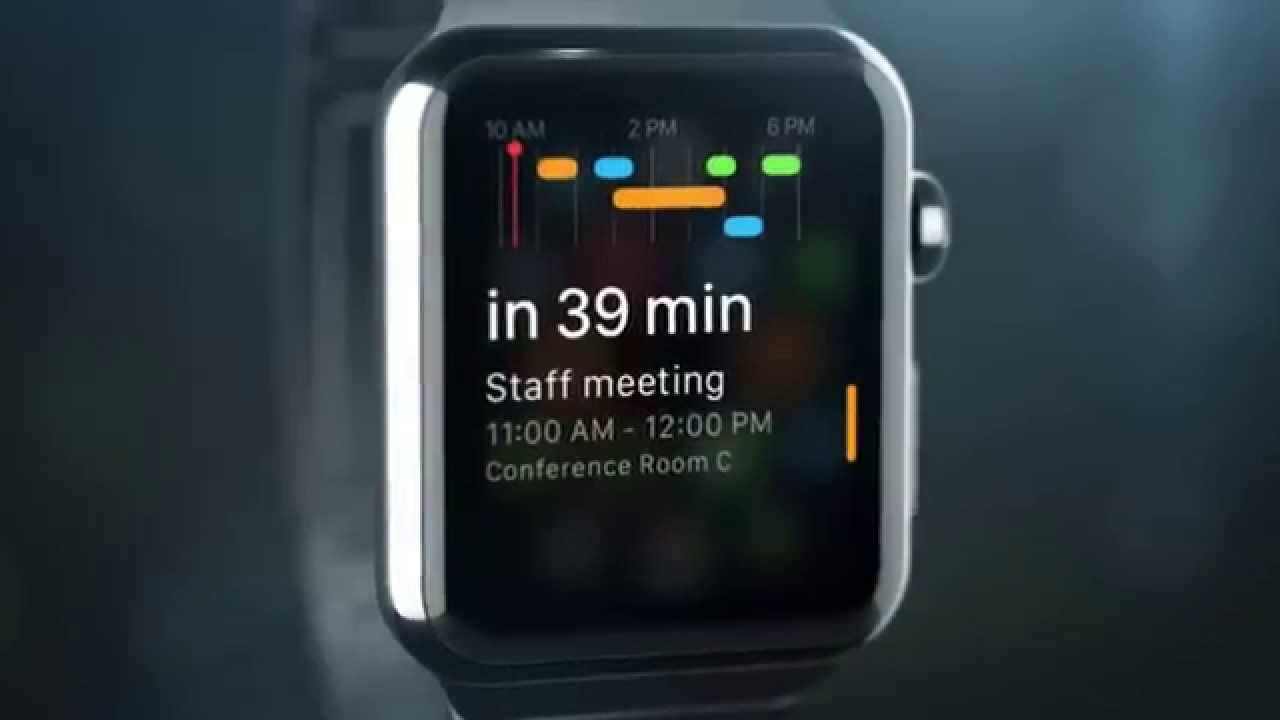 10 AM 2 PM 6 PM
in 39 min
Staff meeting
11:00 AM - 12:00 PM
Conference Room C